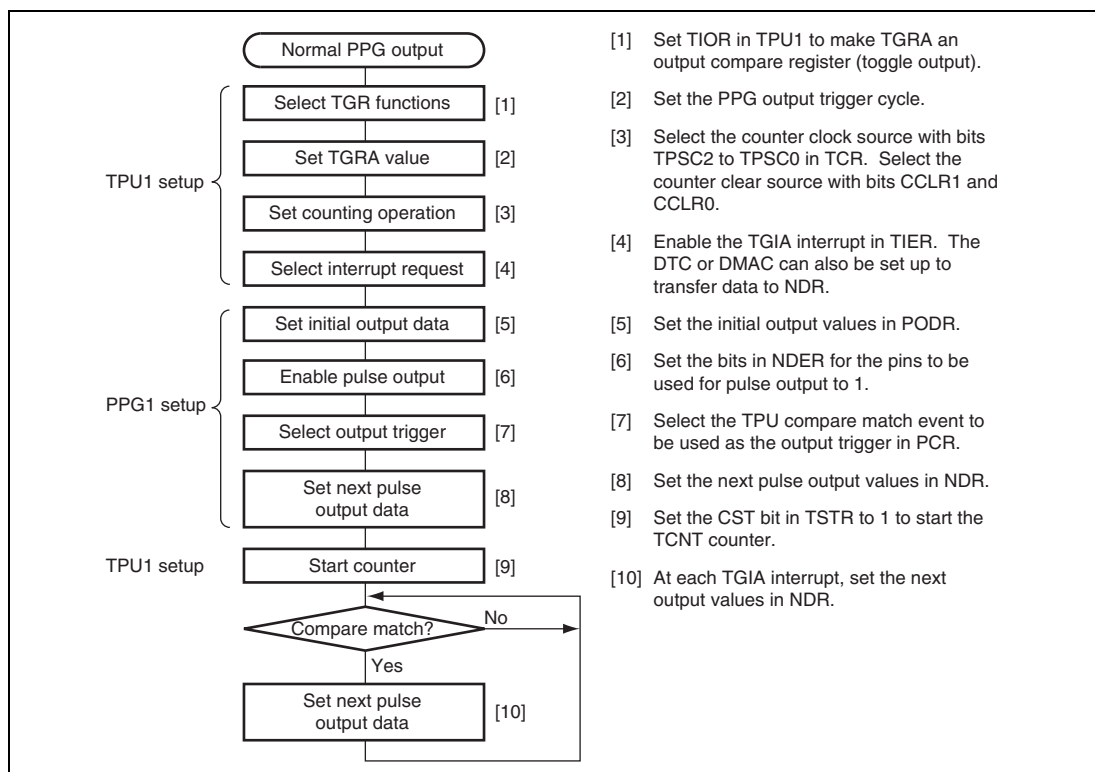 Normal PPG output
TPU1 setup
Select TGR functions [1]
Set TGRA value [2]
Set counting operation [3]
Select interrupt request [4]
PPG1 setup
Set initial output data [5]
Enable pulse output [6]
Select output trigger [7]
Set next pulse
output data [8]
TPU1 setup
Start counter [9]
Compare match?
No
Yes
Set next pulse
output data [10]
[1] Set TIOR in TPU1 to make TGRA an
output compare register (toggle output).
[2] Set the PPG output trigger cycle.
[3] Select the counter clock source with bits
TPSC2 to TPSC0 in TCR. Select the
counter clear source with bits CCLR1 and
CCLR0.
[4] Enable the TGIA interrupt in TIER. The
DTC or DMAC can also be set up to
transfer data to NDR.
[5] Set the initial output values in PODR.
[6] Set the bits in NDER for the pins to be
used for pulse output to 1.
[7] Select the TPU compare match event to
be used as the output trigger in PCR.
[8] Set the next pulse output values in NDR.
[9] Set the CST bit in TSTR to 1 to start the
TCNT counter.
[10] At each TGIA interrupt, set the next
output values in NDR.